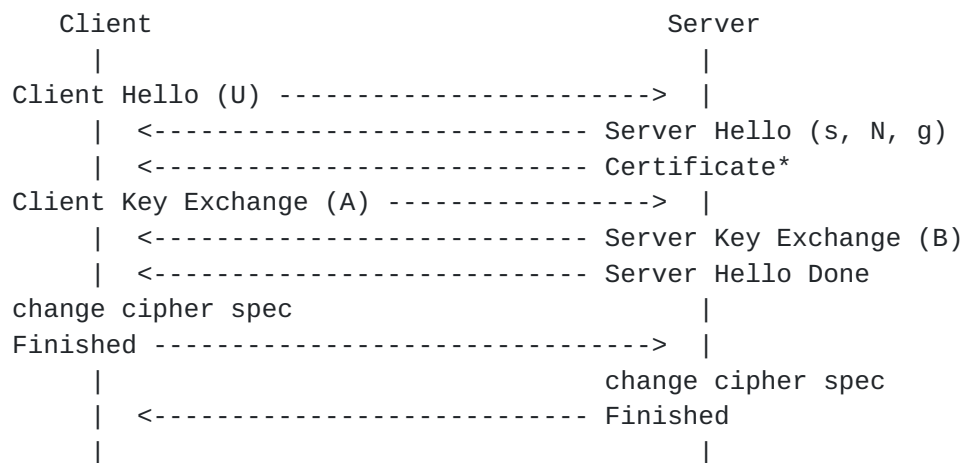 Client Server
Client Hello (U) ------------------------> |
| <----------------------------- Server Hello (s, N, g)
| <----------------------------- Certificate*
Client Key Exchange (A) -----------------> |
| <----------------------------- Server Key Exchange (B)
| <----------------------------- Server Hello Done
change cipher spec |
Finished --------------------------------> |
| change cipher spec
| <----------------------------- Finished
| |